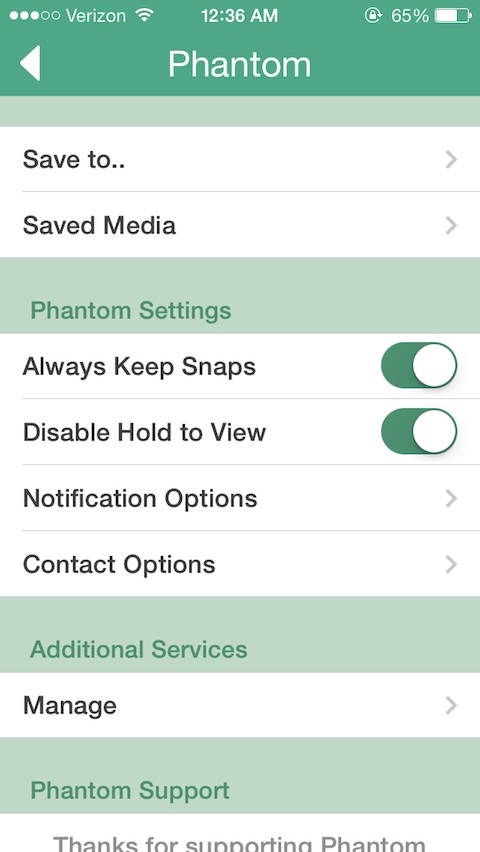 Verizon 12:36 AM 65%
Phantom
Save to..
Saved Media
Phantom Settings
Always Keep Snaps
Disable Hold to View
Notification Options
Contact Options
Additional Services
Manage
Phantom Support
Thanks for supporting Phantom